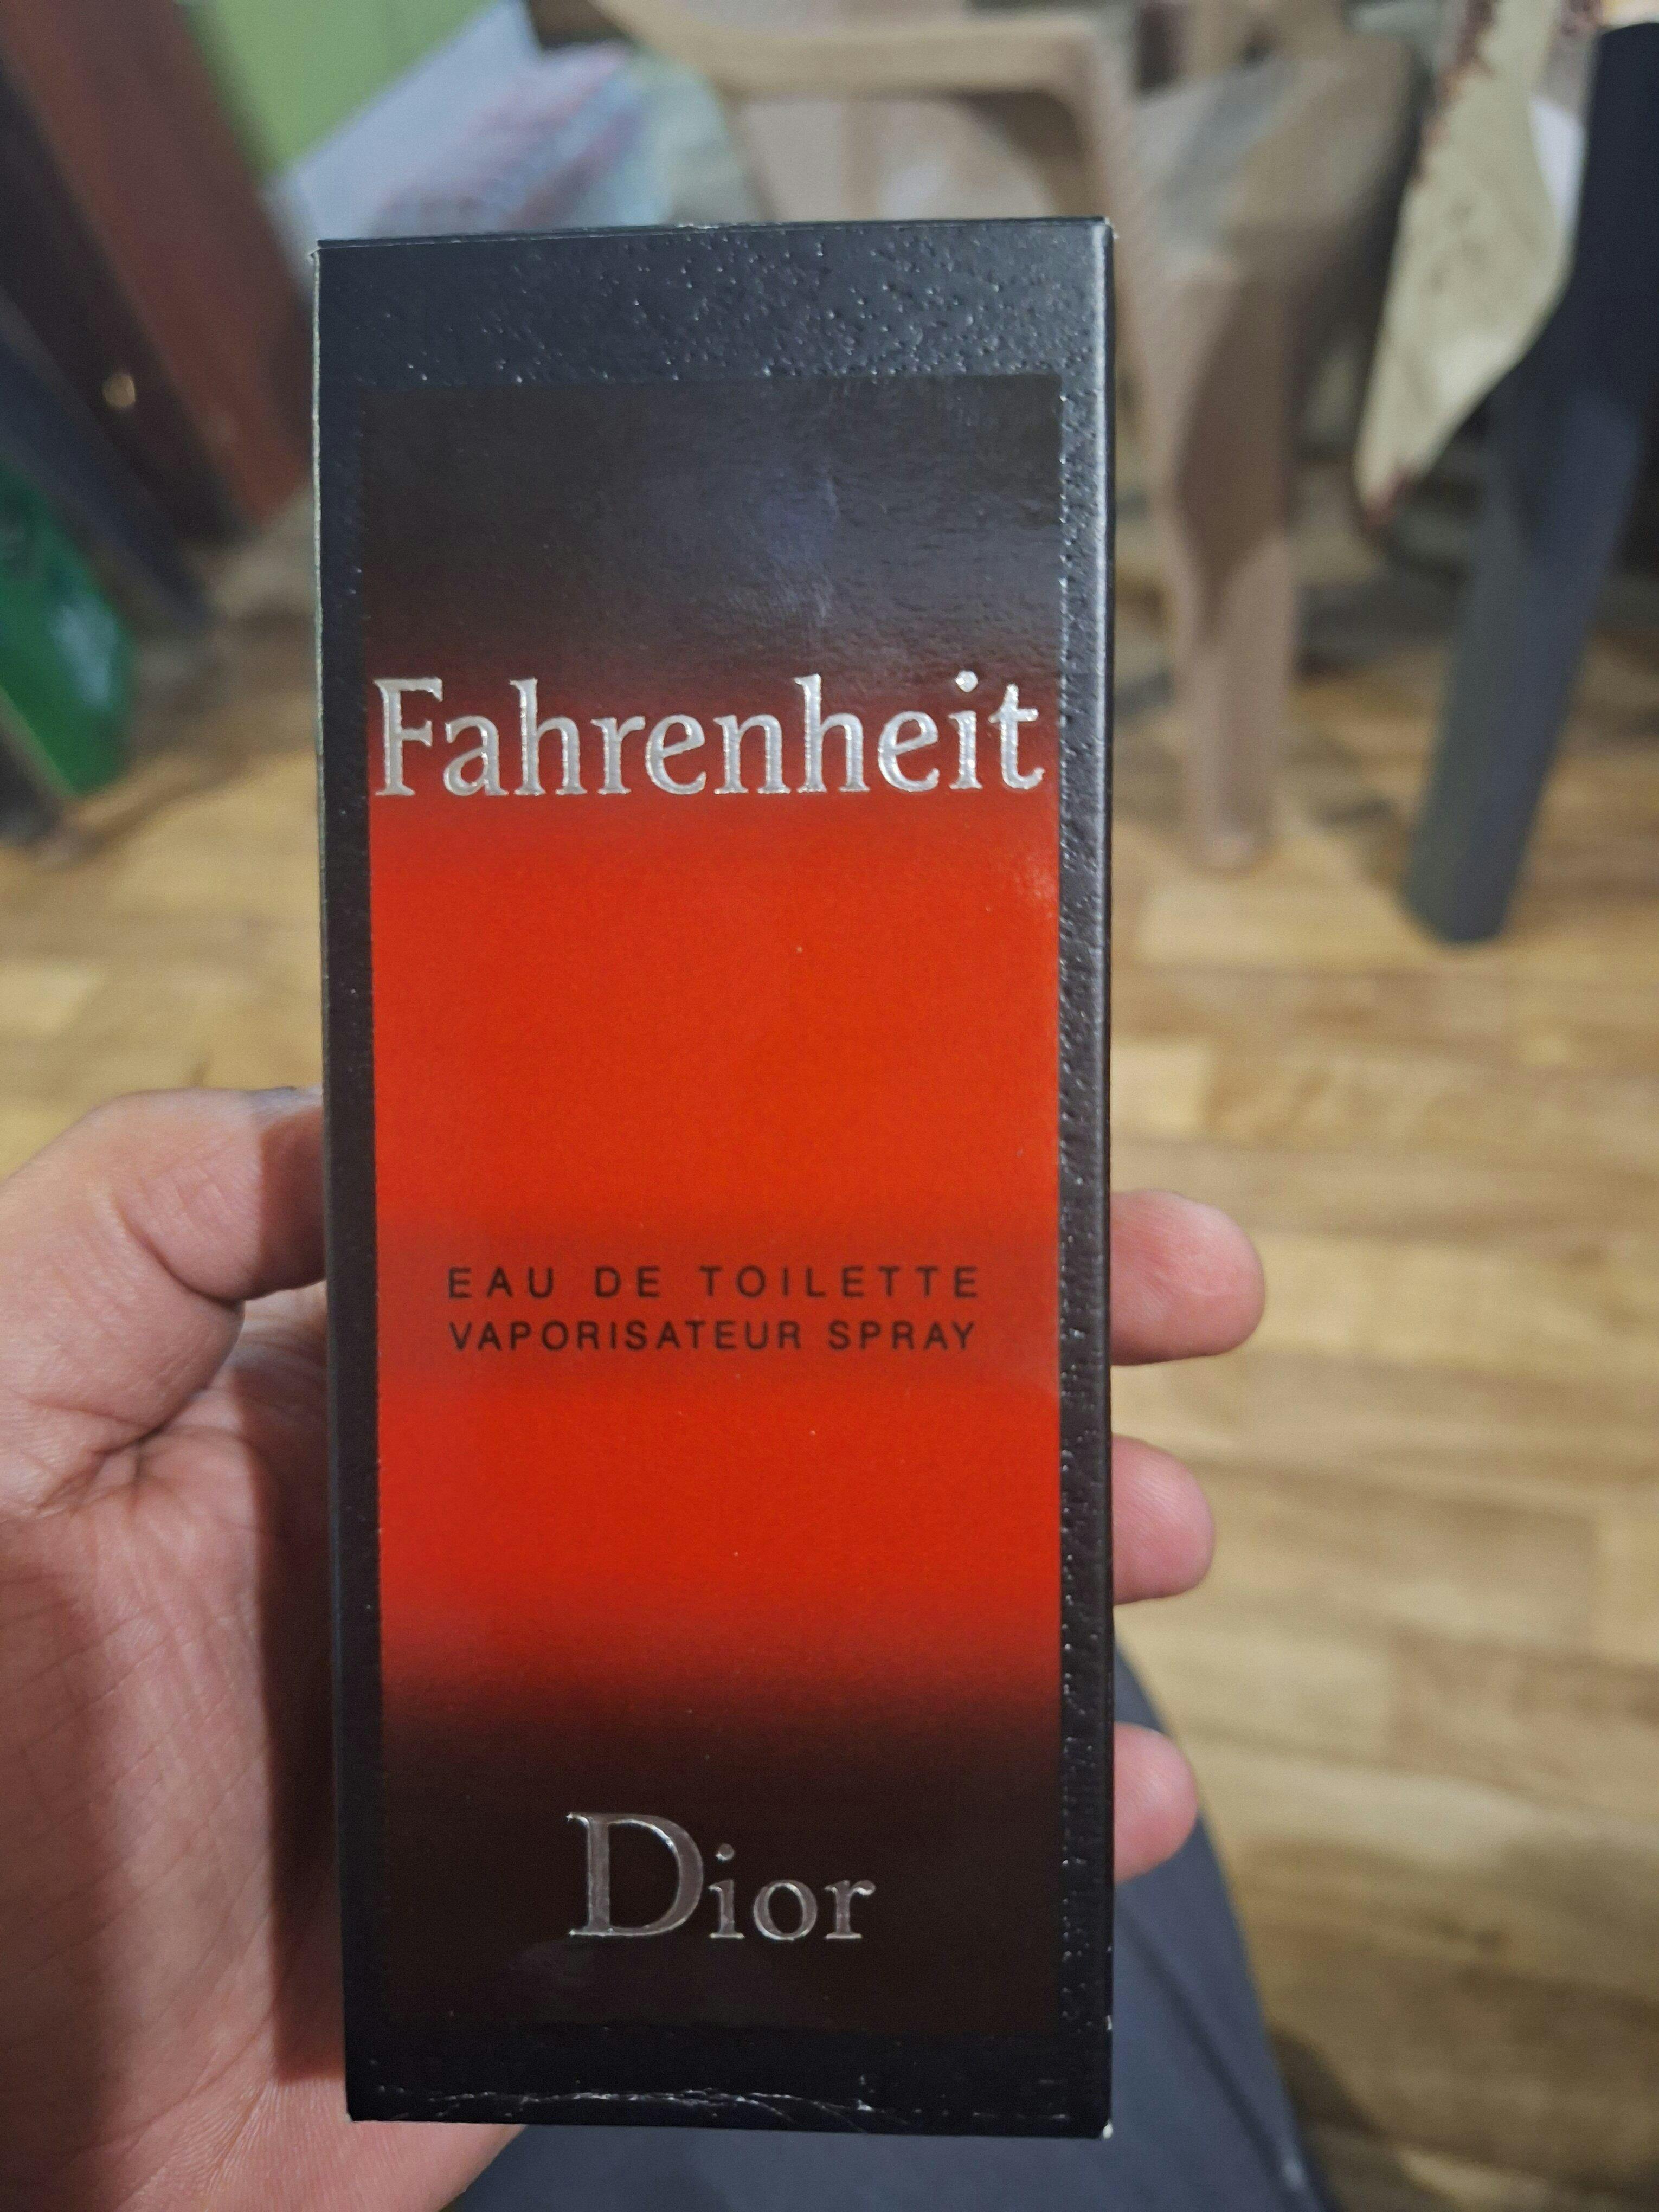 Fahrenheit
EAU DE TOILETTE
VAPORISATEUR SPRAY
Dior